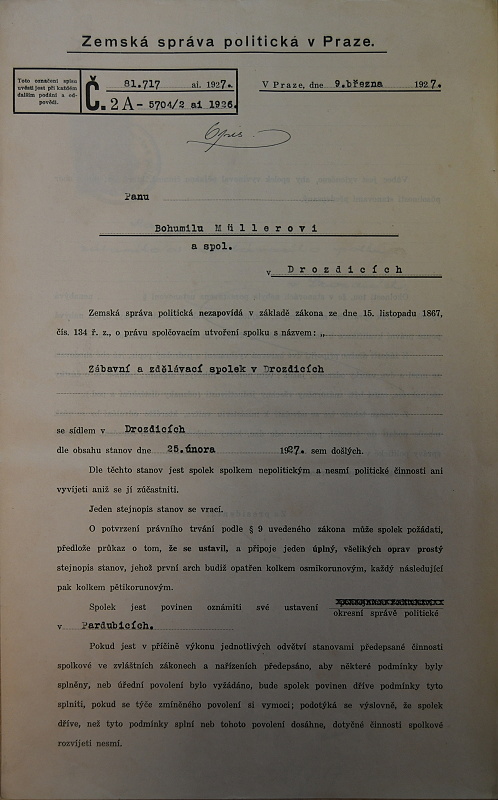 Zemská správa politická v Praze.
Toto označení spisu
uvésti jest při každém
dalším podání a od-
povědi.
Č. 81.717 ai. 1927.
2 A - 5704/2 ai 1926.
V Praze, dne 9. března 1927.
Opis.
Panu
Bohumilu Müllerovi
a spol.
v Drozdicích
Zemská správa politická nezapovídá v základě zákona ze dne 15. listopadu 1867,
čís. 134 ř. z., o právu spolčovacím utvoření spolku s názvem: „
Zábavní a zdělávací spolek v Drozdicích
se sídlem v Drozdicích
dle obsahu stanov dne 25. února 1927. sem došlých.
Dle těchto stanov jest spolek spolkem nepolitickým a nesmí politické činnosti ani
vyvíjeti aniž se jí zúčastniti.
Jeden stejnopis stanov se vrací.
O potvrzení právního trvání podle § 9 uvedeného zákona může spolek požádati,
předlože průkaz o tom, že se ustavil, a připoje jeden úplný, všelikých oprav prostý
stejnopis stanov, jehož první arch budiž opatřen kolkem osmikorunovým, každý následující
pak kolkem pětikorunovým.
Spolek jest povinen oznámiti své ustavení
okresní správě politické
v Pardubicích.
Pokud jest v příčině výkonu jednotlivých odvětví stanovami předepsané činnosti
spolkové ve zvláštních zákonech a nařízeních předepsáno, aby některé podmínky byly
splněny, neb úřední povolení bylo vyžádáno, bude spolek povinen dříve podmínky tyto
splniti, pokud se týče zmíněného povolení si vymoci; podotýká se výslovně, že spolek
dříve, než tyto podmínky splní neb tohoto povolení dosáhne, dotyčné činnosti spolkové
rozvíjeti nesmí.